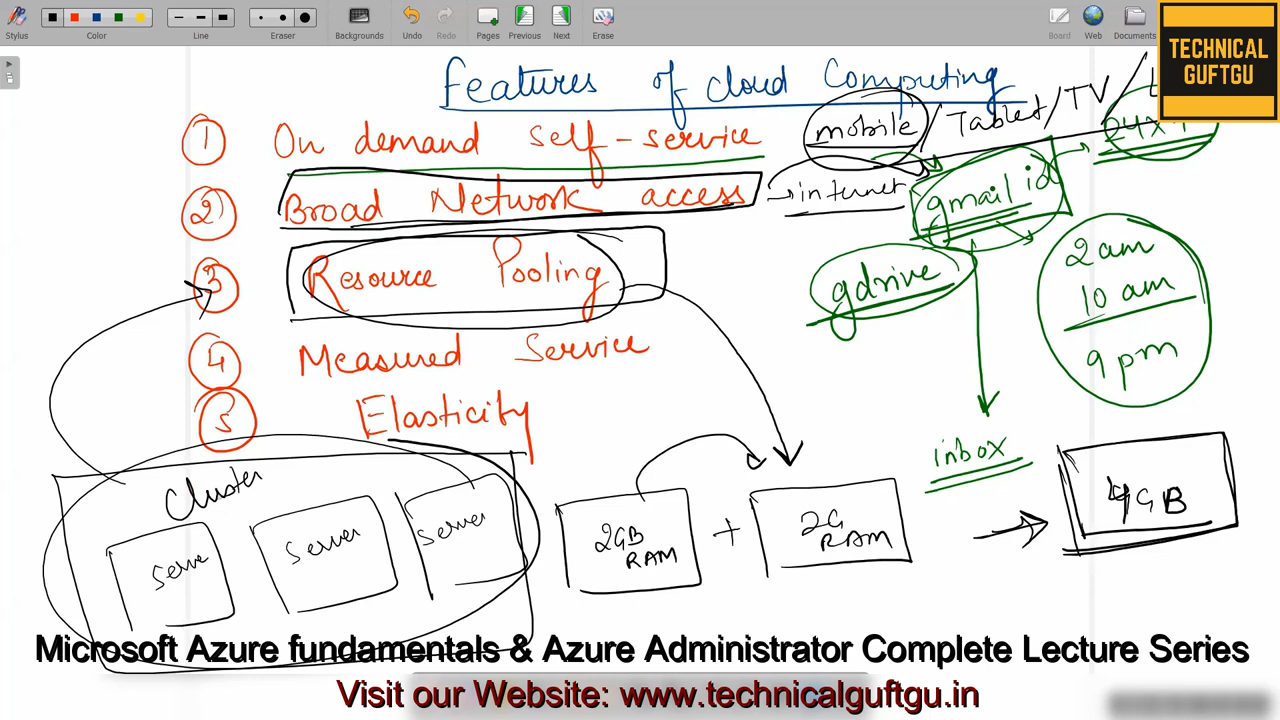 Stylus
Color
Line
Eraser
Backgrounds
Undo
Redo
Pages
Previous
Next
Erase
Board
Web
Documents
TECHNICAL
GUFTGU
Features of cloud Computing
1 On demand self-service
mobile / Tablet / TV /
24x7
2 Broad Network access
internet
gmail id
3 Resource Pooling
gdrive
2 am
10 am
9 pm
4 Measured Service
5 Elasticity
inbox
Cluster
Serve
Server
Server
2GB
RAM
+
2G
RAM
4GB
Microsoft Azure fundamentals & Azure Administrator Complete Lecture Series
Visit our Website: www.technicalguftgu.in